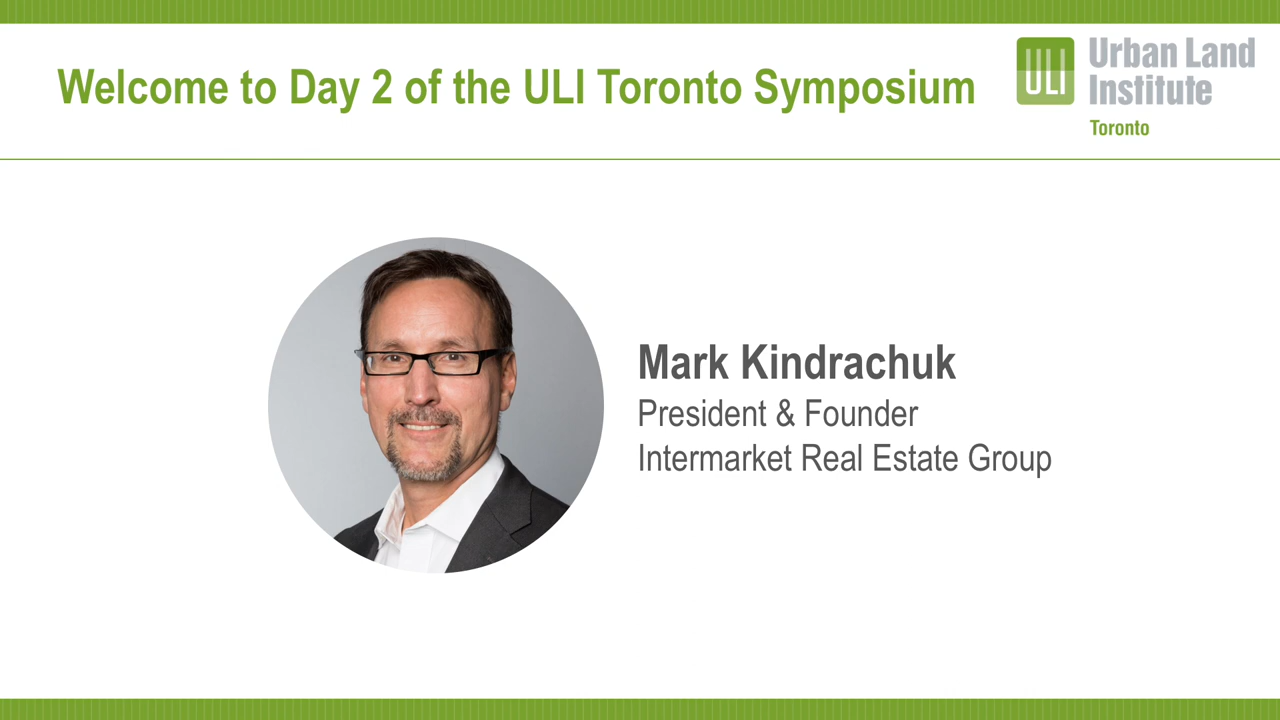 Welcome to Day 2 of the ULI Toronto Symposium
ULI
Urban Land
Institute
Toronto
Mark Kindrachuk
President & Founder
Intermarket Real Estate Group